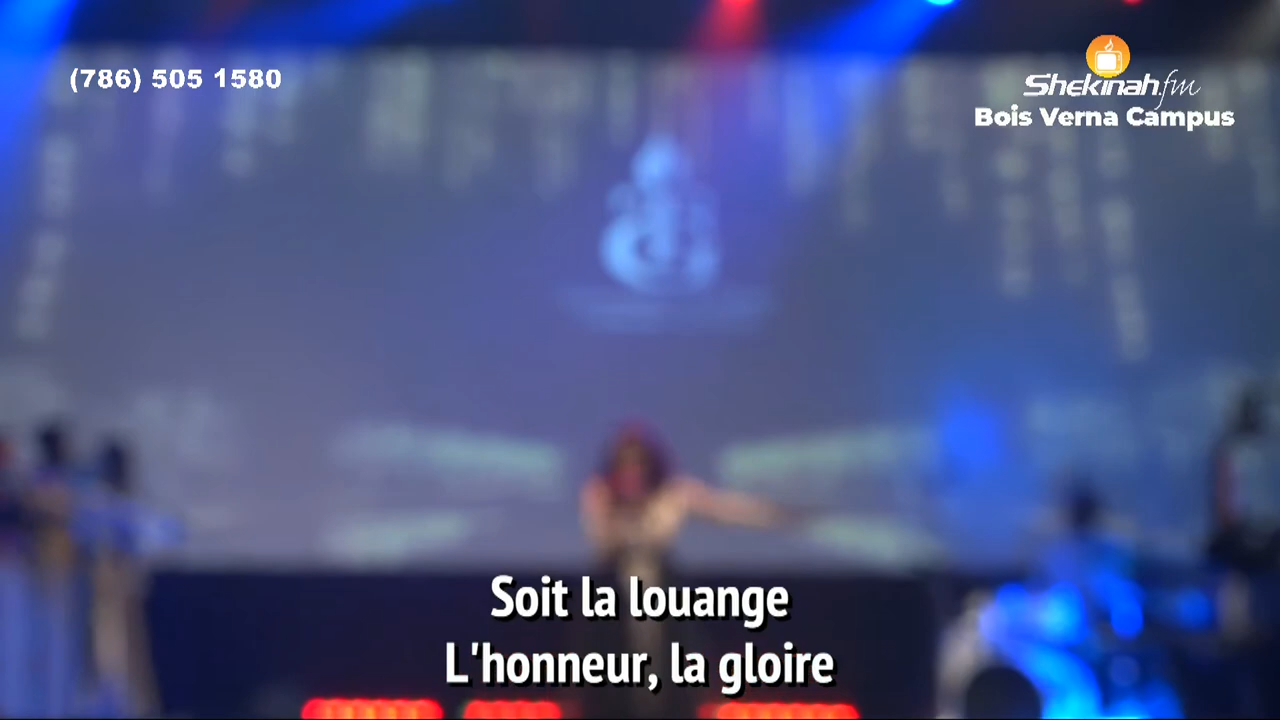 (786) 505 1580
Shekinah.fm
Bois Verna Campus
Soit la louange
L'honneur, la gloire